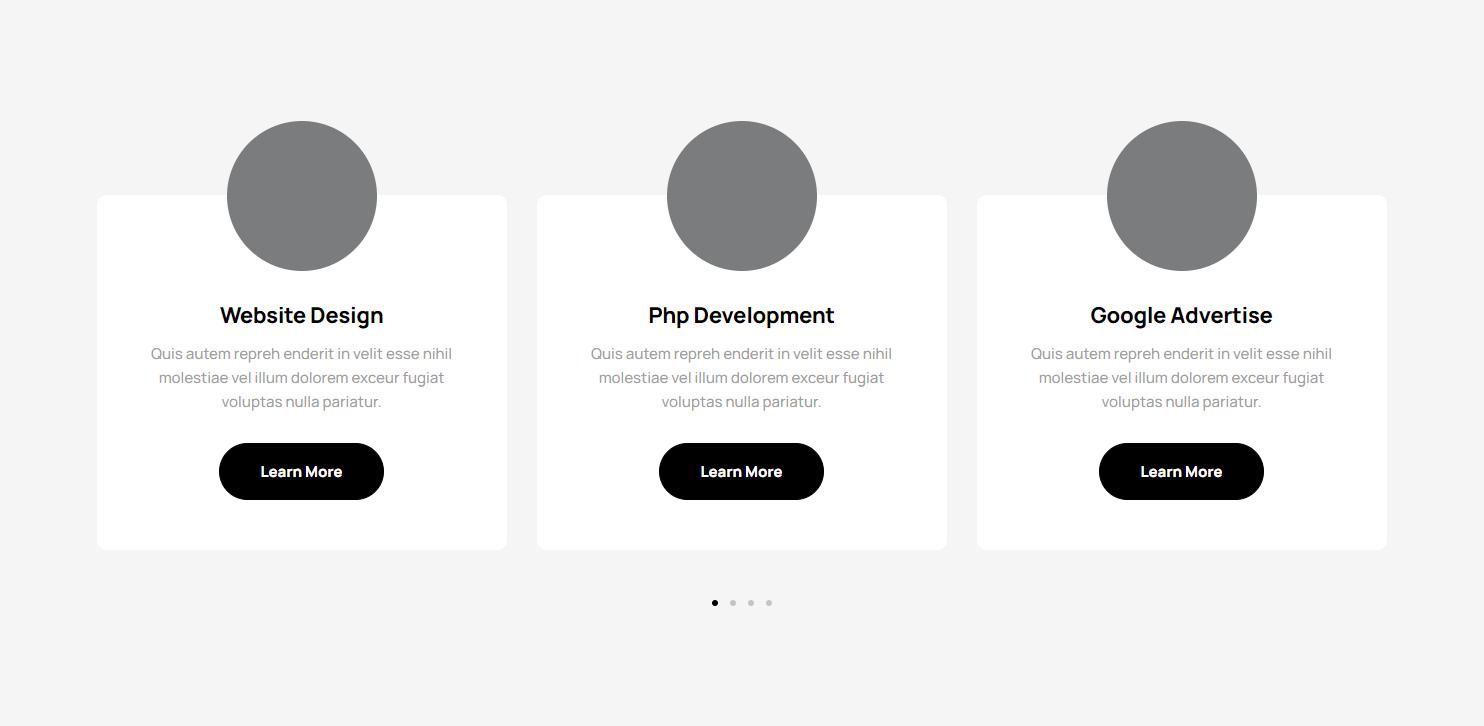 Website Design
Quis autem repreh enderit in velit esse nihil
molestiae vel illum dolorem exceur fugiat
voluptas nulla pariatur.
Learn More
Php Development
Quis autem repreh enderit in velit esse nihil
molestiae vel illum dolorem exceur fugiat
voluptas nulla pariatur.
Learn More
Google Advertise
Quis autem repreh enderit in velit esse nihil
molestiae vel illum dolorem exceur fugiat
voluptas nulla pariatur.
Learn More